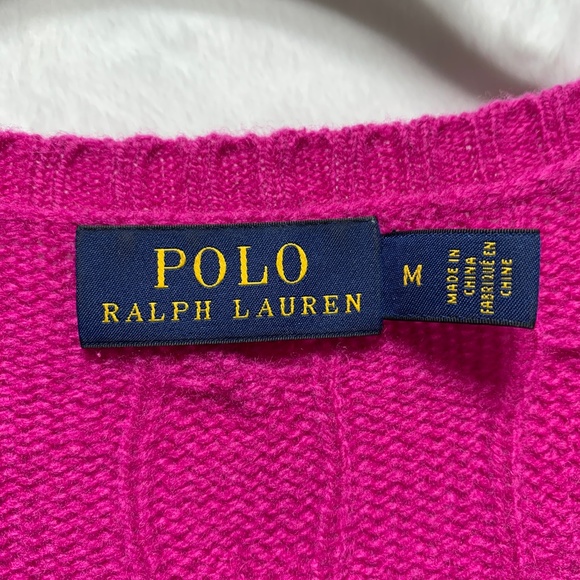 POLO
RALPH LAUREN
M
MADE IN
CHINA
FABRIQUÉ EN
CHINE